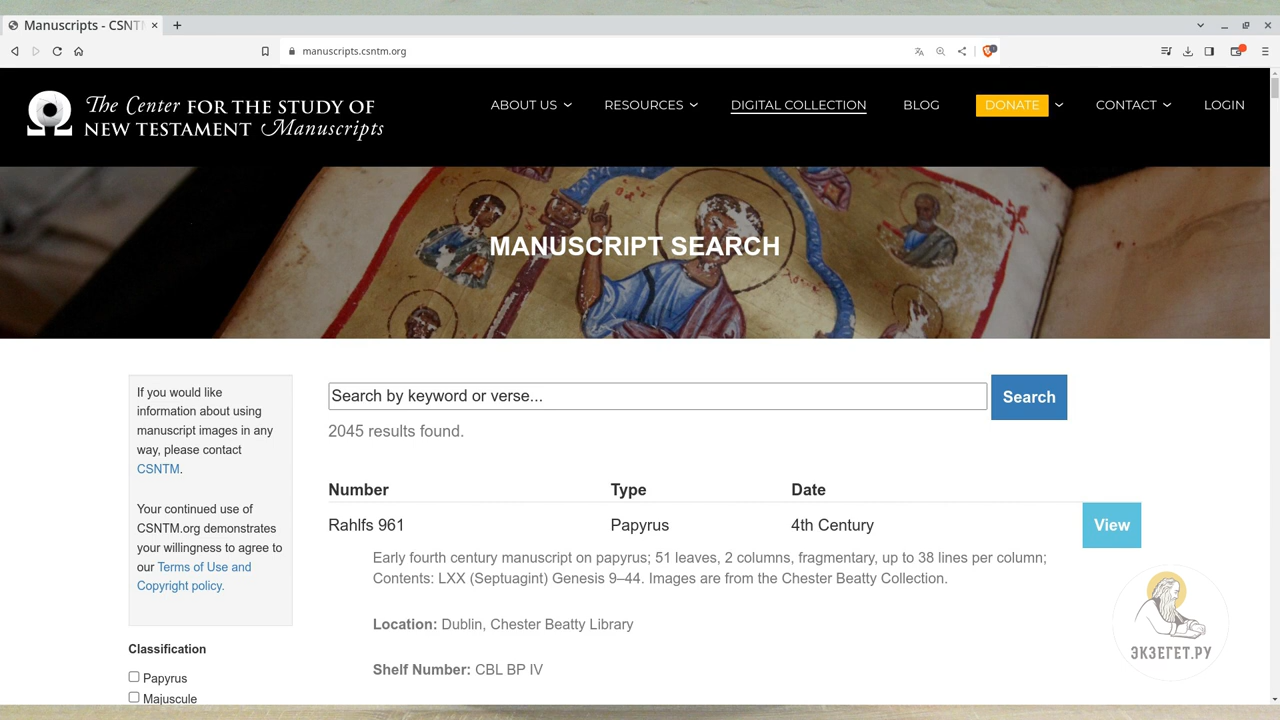 Manuscripts - CSNT
manuscripts.csntm.org
The Center FOR THE STUDY OF
NEW TESTAMENT Manuscripts
ABOUT US
RESOURCES
DIGITAL COLLECTION
BLOG
DONATE
CONTACT
LOGIN
MANUSCRIPT SEARCH
If you would like
information about using
manuscript images in any
way, please contact
CSNTM.
Your continued use of
CSNTM.org demonstrates
your willingness to agree to
our Terms of Use and
Copyright policy.
Classification
Papyrus
Majuscule
Search by keyword or verse...
Search
2045 results found.
Number Type Date
Rahlfs 961 Papyrus 4th Century
View
Early fourth century manuscript on papyrus; 51 leaves, 2 columns, fragmentary, up to 38 lines per column;
Contents: LXX (Septuagint) Genesis 9–44. Images are from the Chester Beatty Collection.
Location: Dublin, Chester Beatty Library
Shelf Number: CBL BP IV
ЭКЗЕГЕТ.РУ